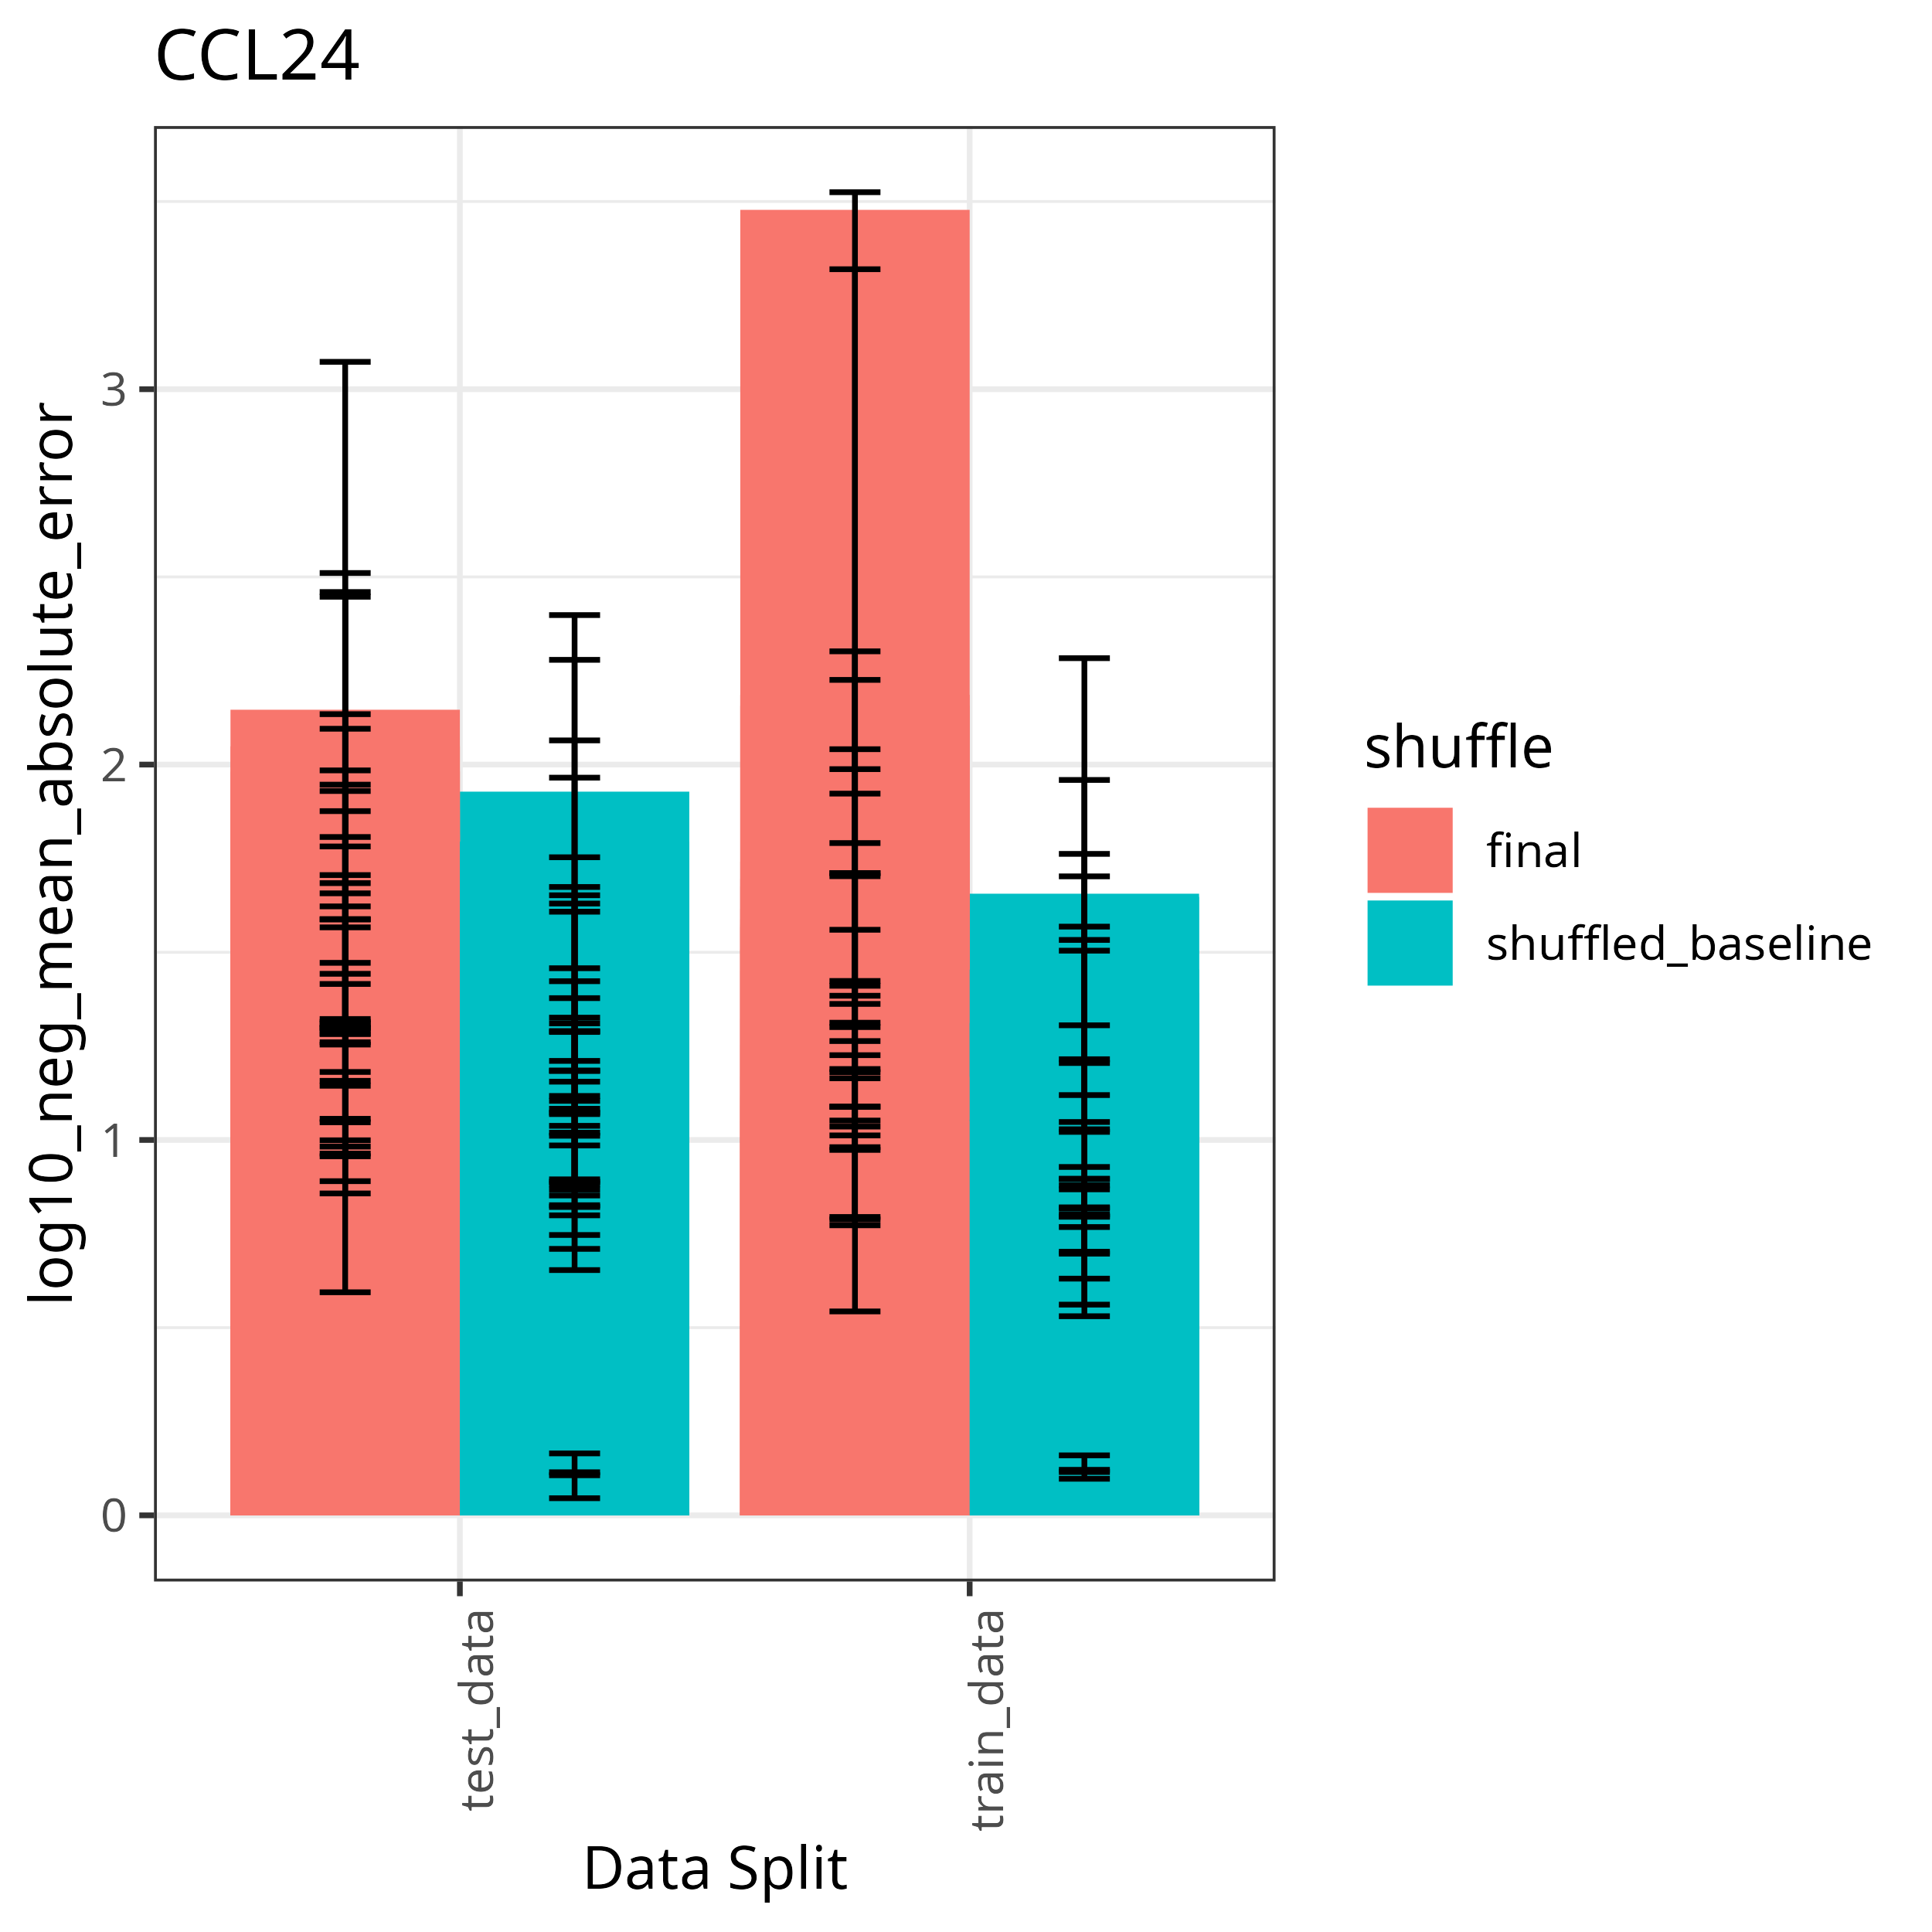 CCL24
log10_neg_mean_absolute_error
3
2
1
0
test_data
train_data
Data Split
shuffle
final
shuffled_baseline